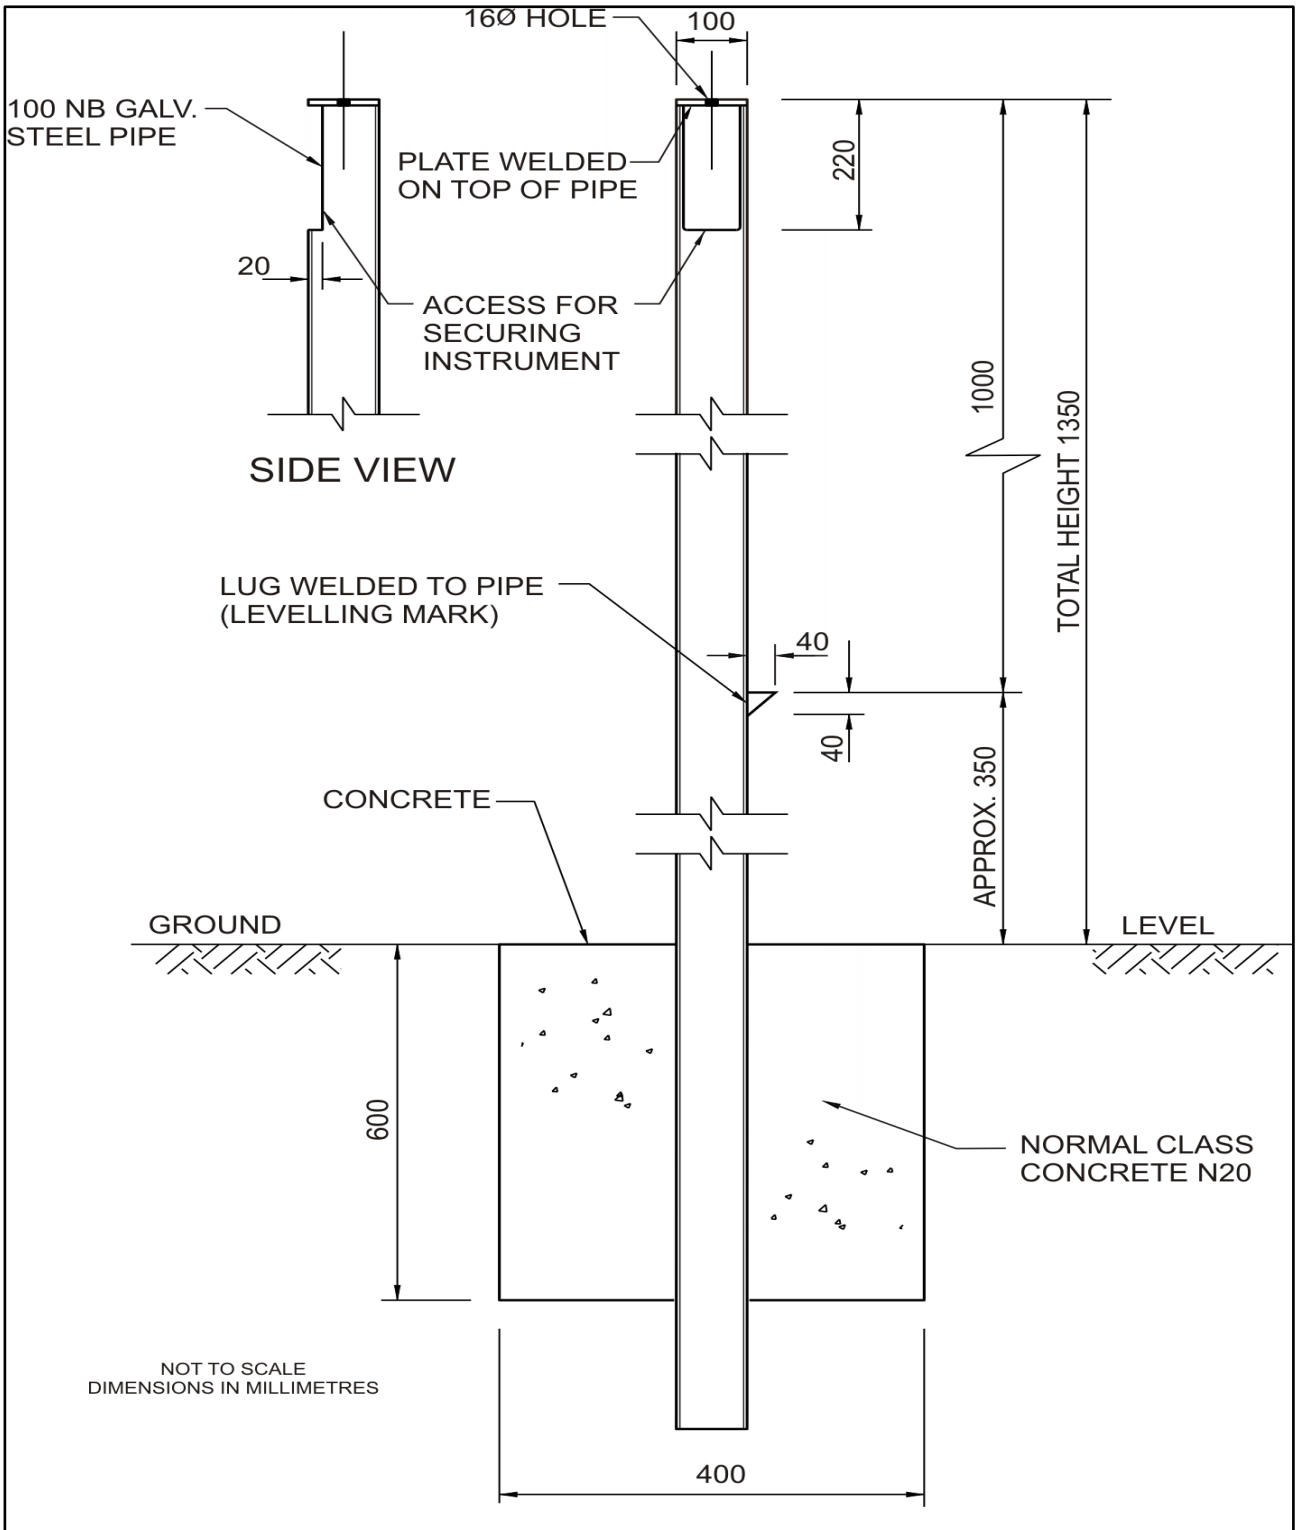 16Ø HOLE
100
100 NB GALV.
STEEL PIPE
PLATE WELDED
ON TOP OF PIPE
220
20
ACCESS FOR
SECURING
INSTRUMENT
1000
TOTAL HEIGHT 1350
SIDE VIEW
LUG WELDED TO PIPE
(LEVELLING MARK)
40
40
APPROX. 350
CONCRETE
GROUND
LEVEL
600
NORMAL CLASS
CONCRETE N20
NOT TO SCALE
DIMENSIONS IN MILLIMETRES
400